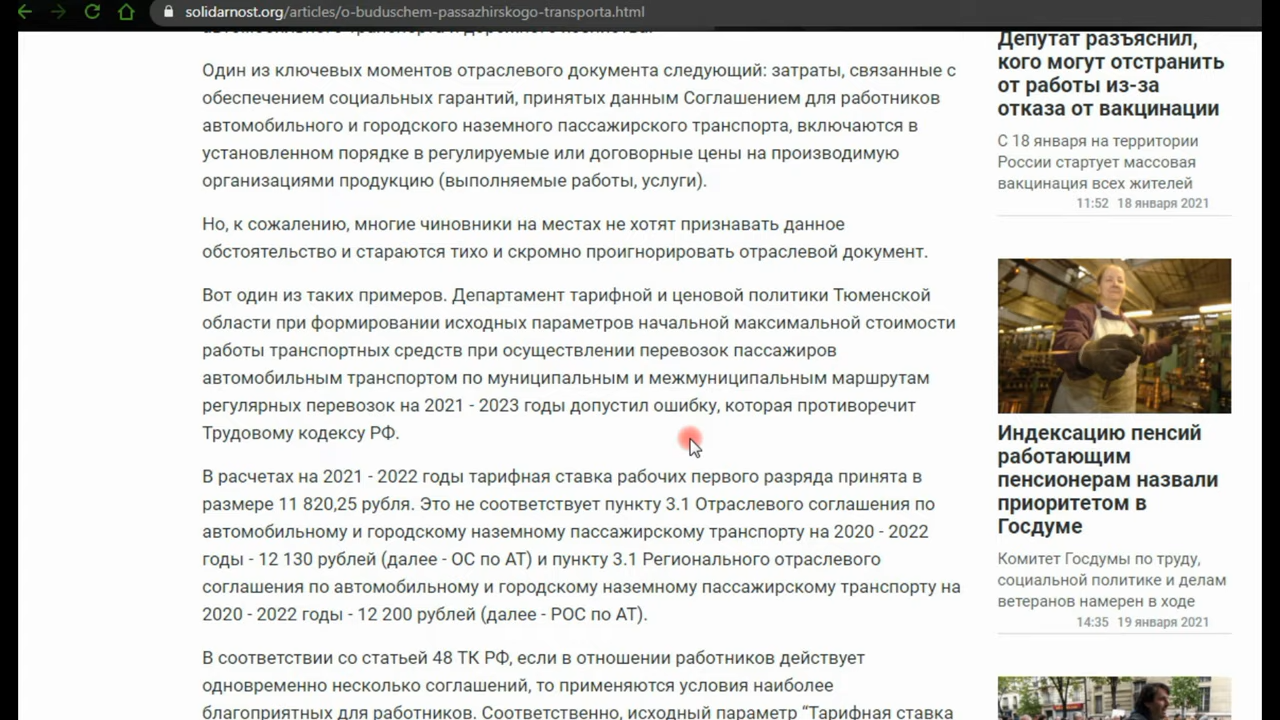 solidarnost.org/articles/o-buduschem-passazhirskogo-transporta.html
Один из ключевых моментов отраслевого документа следующий: затраты, связанные с
обеспечением социальных гарантий, принятых данным Соглашением для работников
автомобильного и городского наземного пассажирского транспорта, включаются в
установленном порядке в регулируемые или договорные цены на производимую
организациями продукцию (выполняемые работы, услуги).
Но, к сожалению, многие чиновники на местах не хотят признавать данное
обстоятельство и стараются тихо и скромно проигнорировать отраслевой документ.
Вот один из таких примеров. Департамент тарифной и ценовой политики Тюменской
области при формировании исходных параметров начальной максимальной стоимости
работы транспортных средств при осуществлении перевозок пассажиров
автомобильным транспортом по муниципальным и межмуниципальным маршрутам
регулярных перевозок на 2021 - 2023 годы допустил ошибку, которая противоречит
Трудовому кодексу РФ.
В расчетах на 2021 - 2022 годы тарифная ставка рабочих первого разряда принята в
размере 11 820,25 рубля. Это не соответствует пункту 3.1 Отраслевого соглашения по
автомобильному и городскому наземному пассажирскому транспорту на 2020 - 2022
годы - 12 130 рублей (далее - ОС по АТ) и пункту 3.1 Регионального отраслевого
соглашения по автомобильному и городскому наземному пассажирскому транспорту на
2020 - 2022 годы - 12 200 рублей (далее - РОС по АТ).
В соответствии со статьей 48 ТК РФ, если в отношении работников действует
одновременно несколько соглашений, то применяются условия наиболее
благоприятных для работников. Соответственно, исходный параметр “Тарифная ставка
Депутат разъяснил,
кого могут отстранить
от работы из-за
отказа от вакцинации
С 18 января на территории
России стартует массовая
вакцинация всех жителей
11:52 18 января 2021
Индексацию пенсий
работающим
пенсионерам назвали
приоритетом в
Госдуме
Комитет Госдумы по труду,
социальной политике и делам
ветеранов намерен в ходе
14:35 19 января 2021